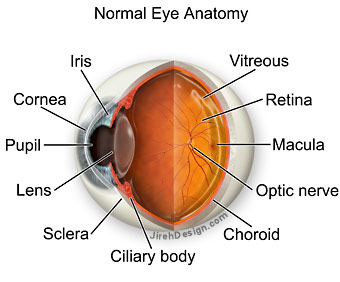 Normal Eye Anatomy
Iris
Vitreous
Cornea
Retina
Pupil
Macula
Lens
Optic nerve
Sclera
Choroid
JirehDesign.com
Ciliary body